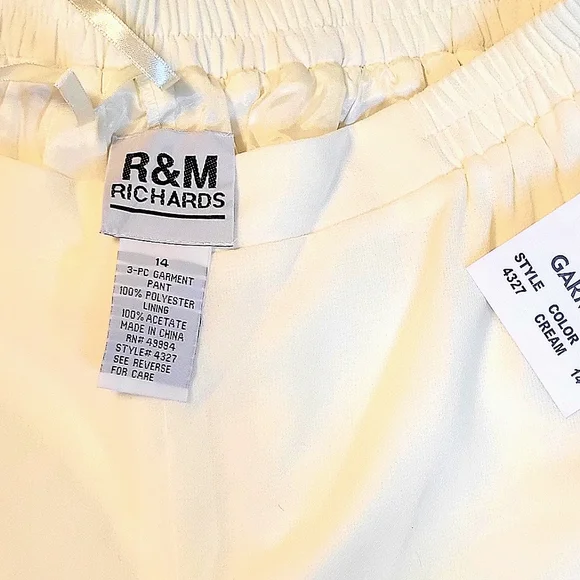 R&M
RICHARDS
14
3-PC GARMENT
PANT
100% POLYESTER
LINING
100% ACETATE
MADE IN CHINA
RN# 49994
STYLE# 4327
SEE REVERSE
FOR CARE
STYLE COLOR
4327 CREAM 14